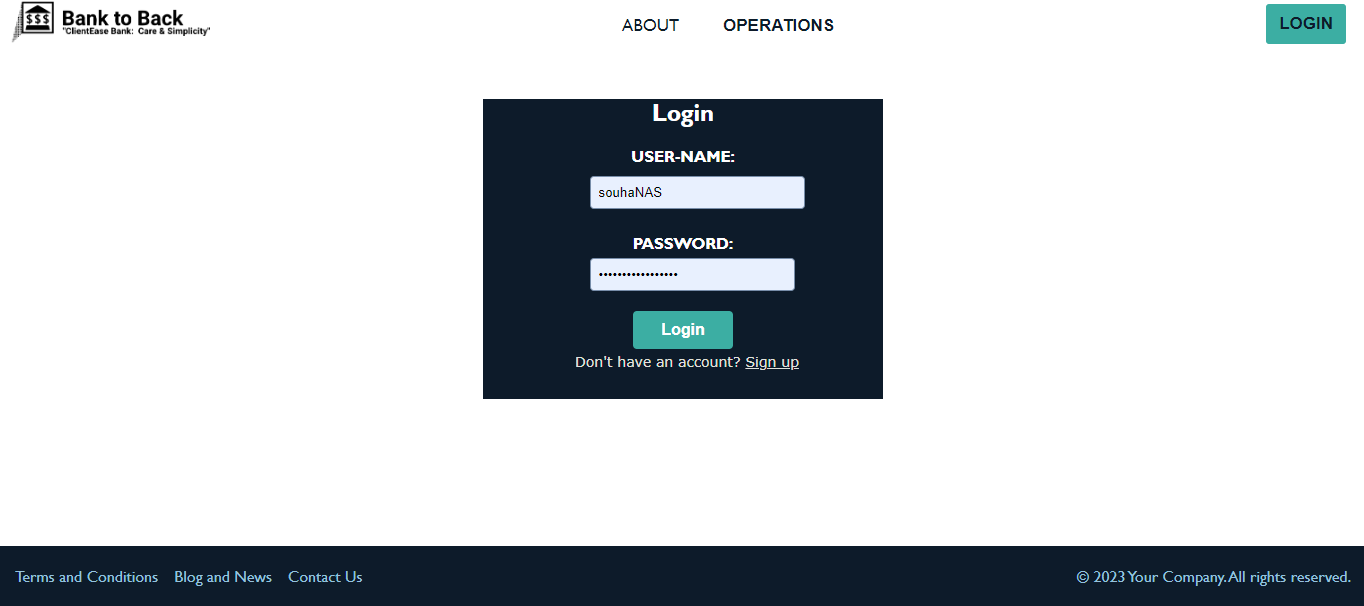 $$$
Bank to Back
"ClientEase Bank: Care & Simplicity"
ABOUT
OPERATIONS
LOGIN
Login
USER-NAME:
souhaNAS
PASSWORD:
•••••••••••••••••
Login
Don't have an account? Sign up
Terms and Conditions
Blog and News
Contact Us
© 2023 Your Company. All rights reserved.